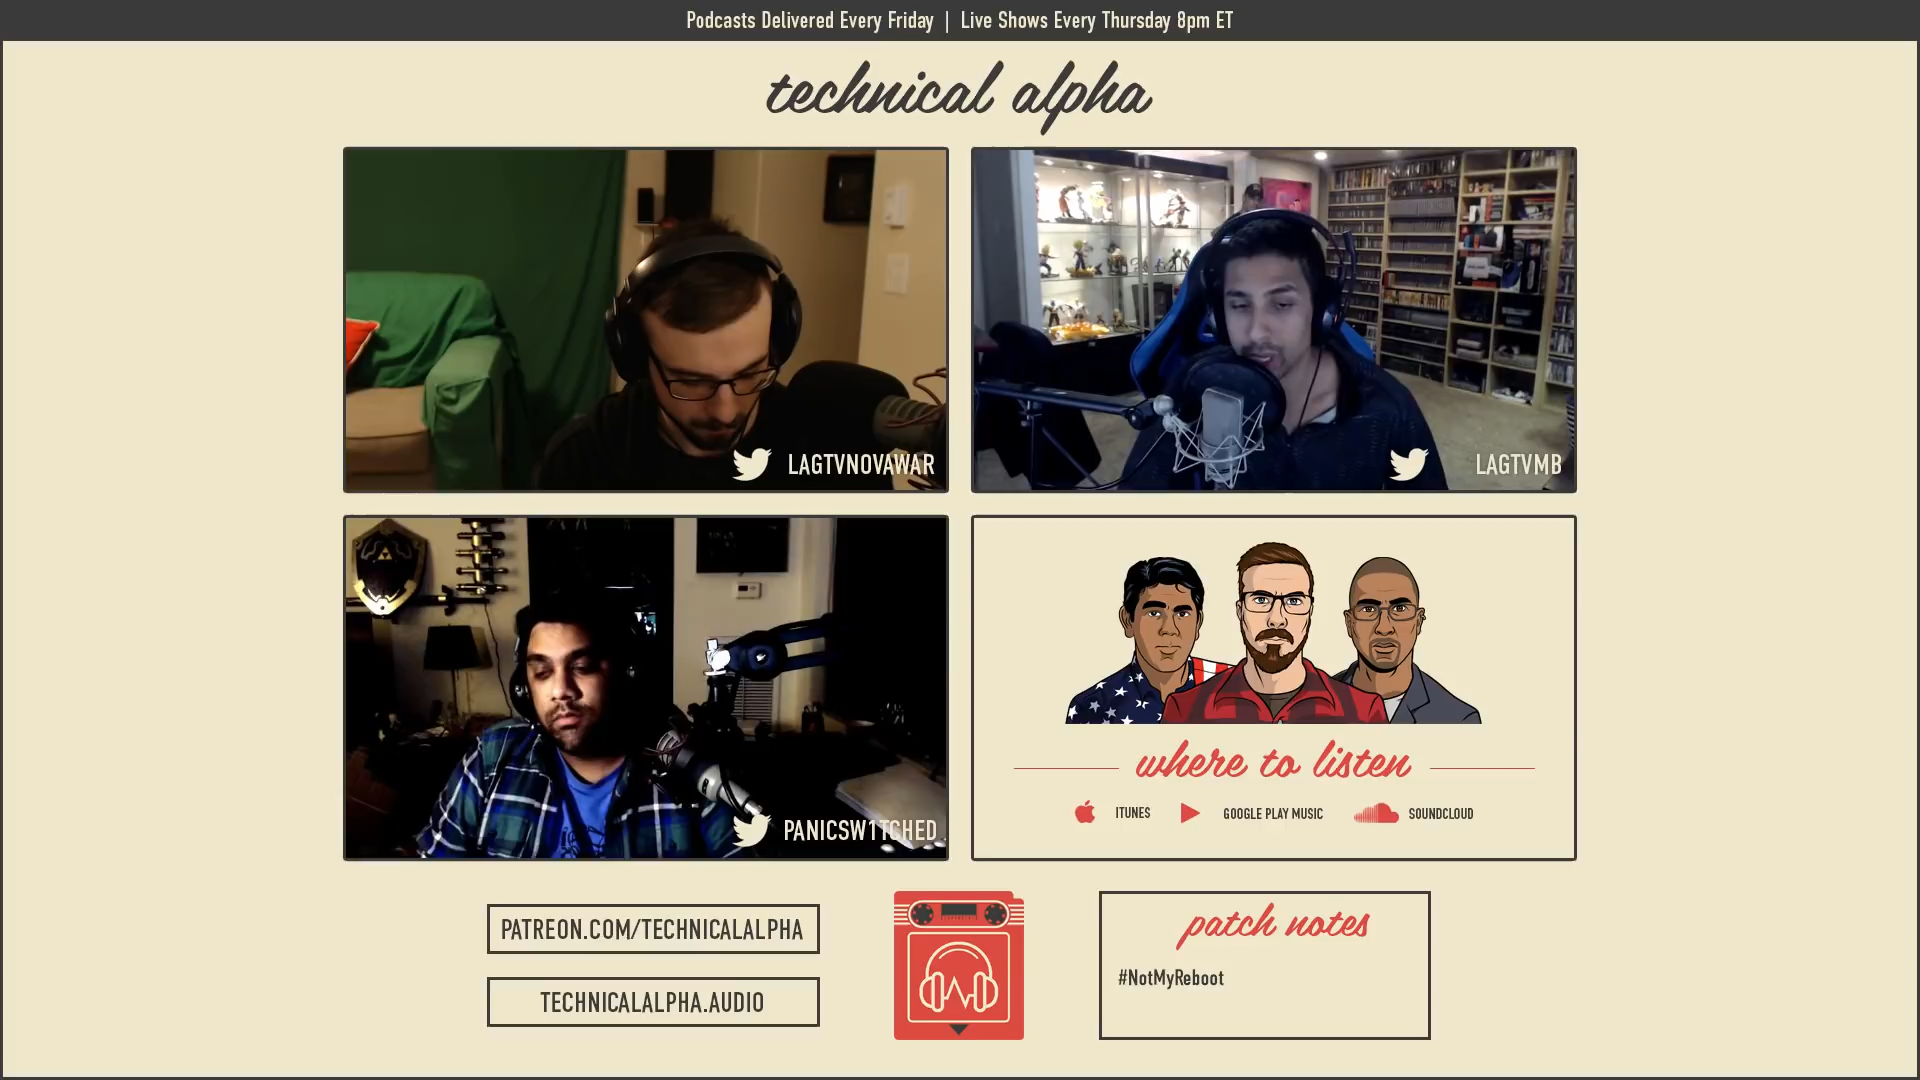 Podcasts Delivered Every Friday | Live Shows Every Thursday 8pm ET
technical alpha
LAGTVNOVAWAR
LAGTVMB
PANICSW1TCHED
where to listen
ITUNES
GOOGLE PLAY MUSIC
SOUNDCLOUD
PATREON.COM/TECHNICALALPHA
TECHNICALALPHA.AUDIO
patch notes
#NotMyReboot